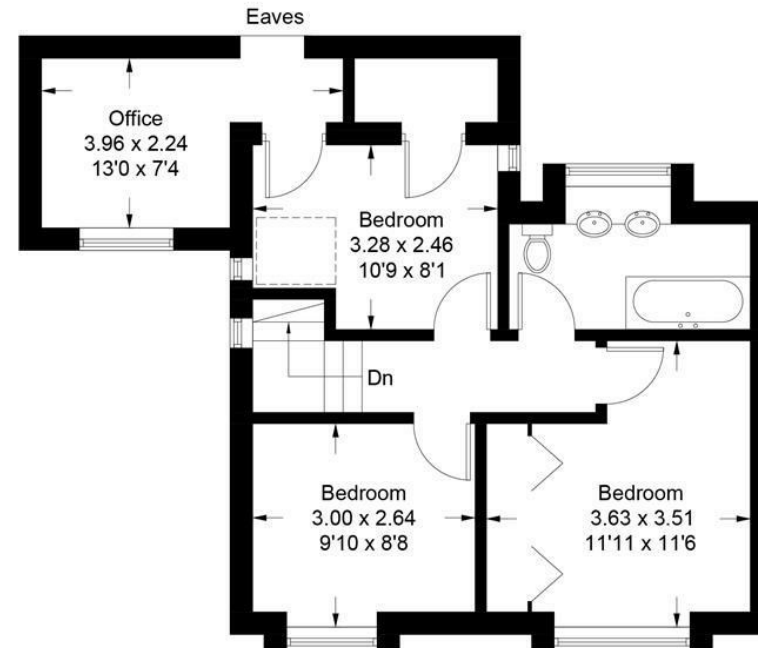 Eaves
Office
3.96 x 2.24
13'0 x 7'4
Bedroom
3.28 x 2.46
10'9 x 8'1
Dn
Bedroom
3.00 x 2.64
9'10 x 8'8
Bedroom
3.63 x 3.51
11'11 x 11'6